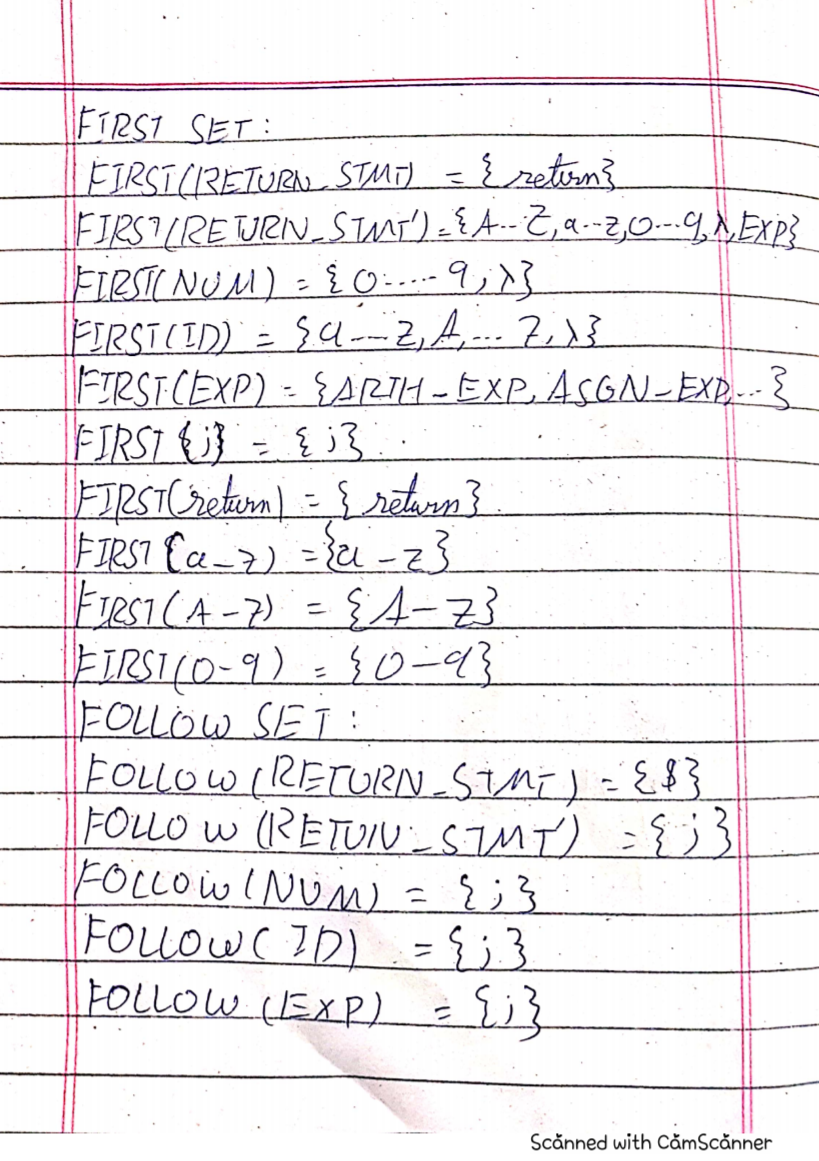 FIRST SET:
FIRST(RETURN_STMT) = {return}
FIRST(RETURN_STMT') = {A...Z, a...z, 0...9, λ, EXP}
FIRST(NUM) = {0.....9, λ}
FIRST(ID) = {a---z, A,... Z, λ}
FIRST(EXP) = {ARTH-EXP, ASGN-EXP,...}
FIRST{;} = {;}
FIRST(return) = {return}
FIRST(a-z) = {a-z}
FIRST(A-Z) = {A-Z}
FIRST(0-9) = {0-9}
FOLLOW SET:
FOLLOW(RETURN_STMT) = {$}
FOLLOW(RETUIN_STMT') = {;}
FOLLOW(NUM) = {;}
FOLLOW(ID) = {;}
FOLLOW(EXP) = {;}
Scanned with CamScanner